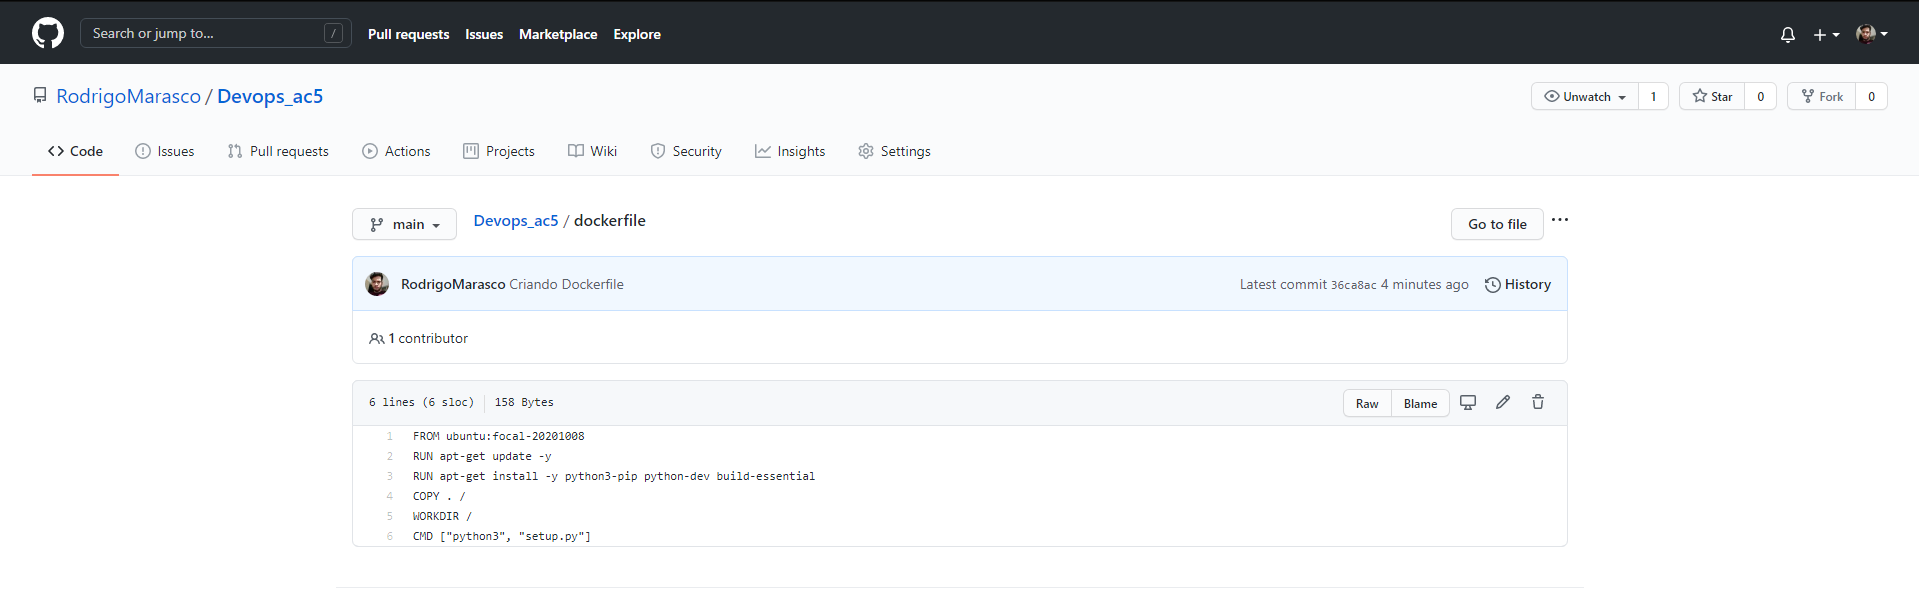 Search or jump to... /
Pull requests Issues Marketplace Explore
RodrigoMarasco / Devops_ac5
Unwatch 1 Star 0 Fork 0
Code Issues Pull requests Actions Projects Wiki Security Insights Settings
main Devops_ac5 / dockerfile Go to file ...
RodrigoMarasco Criando Dockerfile Latest commit 36ca8ac 4 minutes ago History
1 contributor
6 lines (6 sloc) 158 Bytes Raw Blame
1 FROM ubuntu:focal-20201008
2 RUN apt-get update -y
3 RUN apt-get install -y python3-pip python-dev build-essential
4 COPY . /
5 WORKDIR /
6 CMD ["python3", "setup.py"]